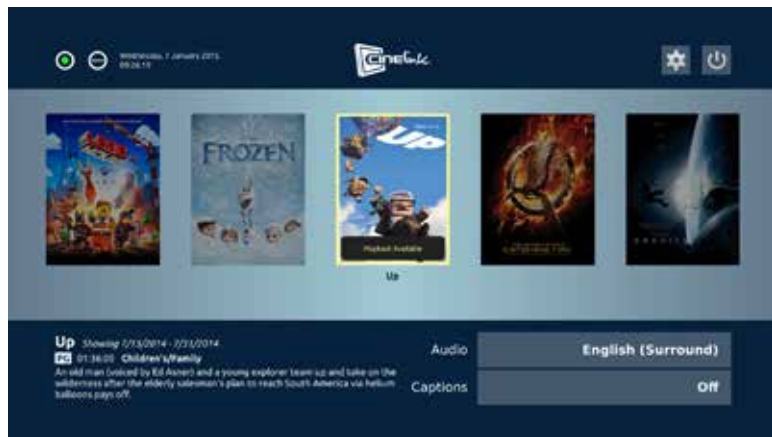 Wednesday, 1 January 2015,
CINELINK
FROZEN
UP
Playback Available
Up
Up Showing 7/15/2014 - 7/31/2014
PG 01:36:00 Children's/Family
An old man (voiced by Ed Asner) and a young explorer team up and take on the
wilderness after the elderly salesman's plan to reach South America via helium
balloons pays off.
Audio English (Surround)
Captions Off